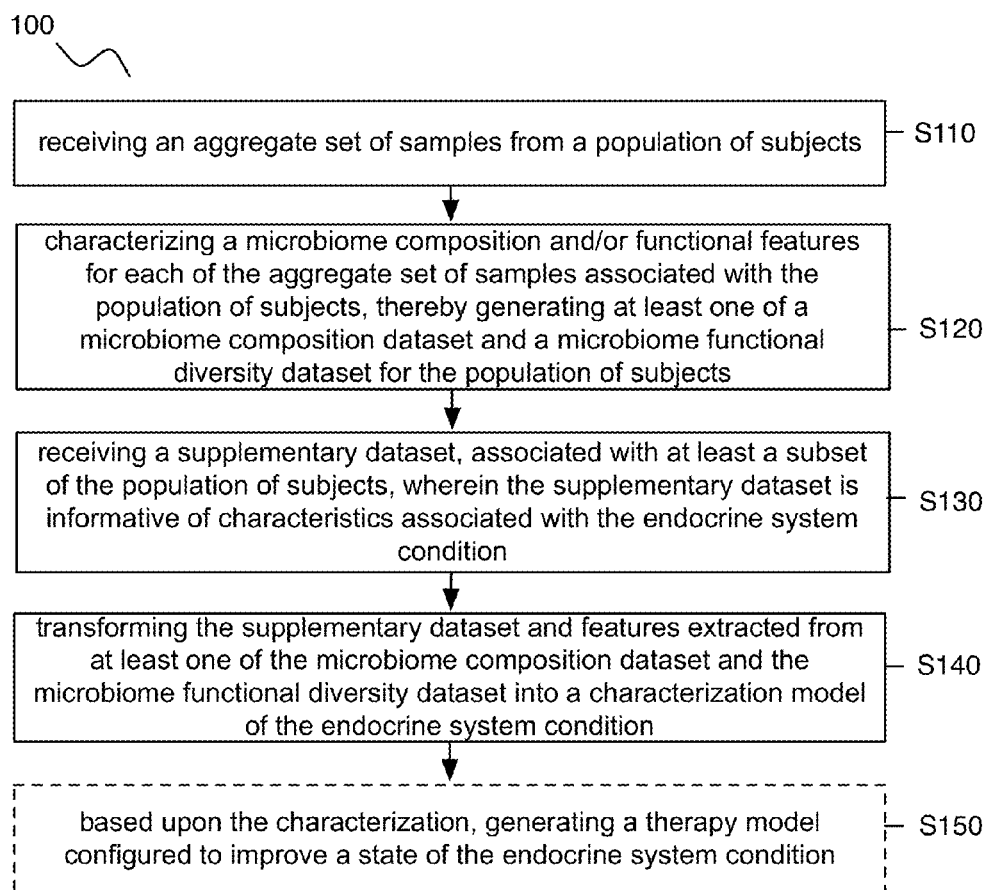 100
receiving an aggregate set of samples from a population of subjects
S110
characterizing a microbiome composition and/or functional features
for each of the aggregate set of samples associated with the
population of subjects, thereby generating at least one of a
microbiome composition dataset and a microbiome functional
diversity dataset for the population of subjects
S120
receiving a supplementary dataset, associated with at least a subset
of the population of subjects, wherein the supplementary dataset is
informative of characteristics associated with the endocrine system
condition
S130
transforming the supplementary dataset and features extracted from
at least one of the microbiome composition dataset and the
microbiome functional diversity dataset into a characterization model
of the endocrine system condition
S140
based upon the characterization, generating a therapy model
configured to improve a state of the endocrine system condition
S150